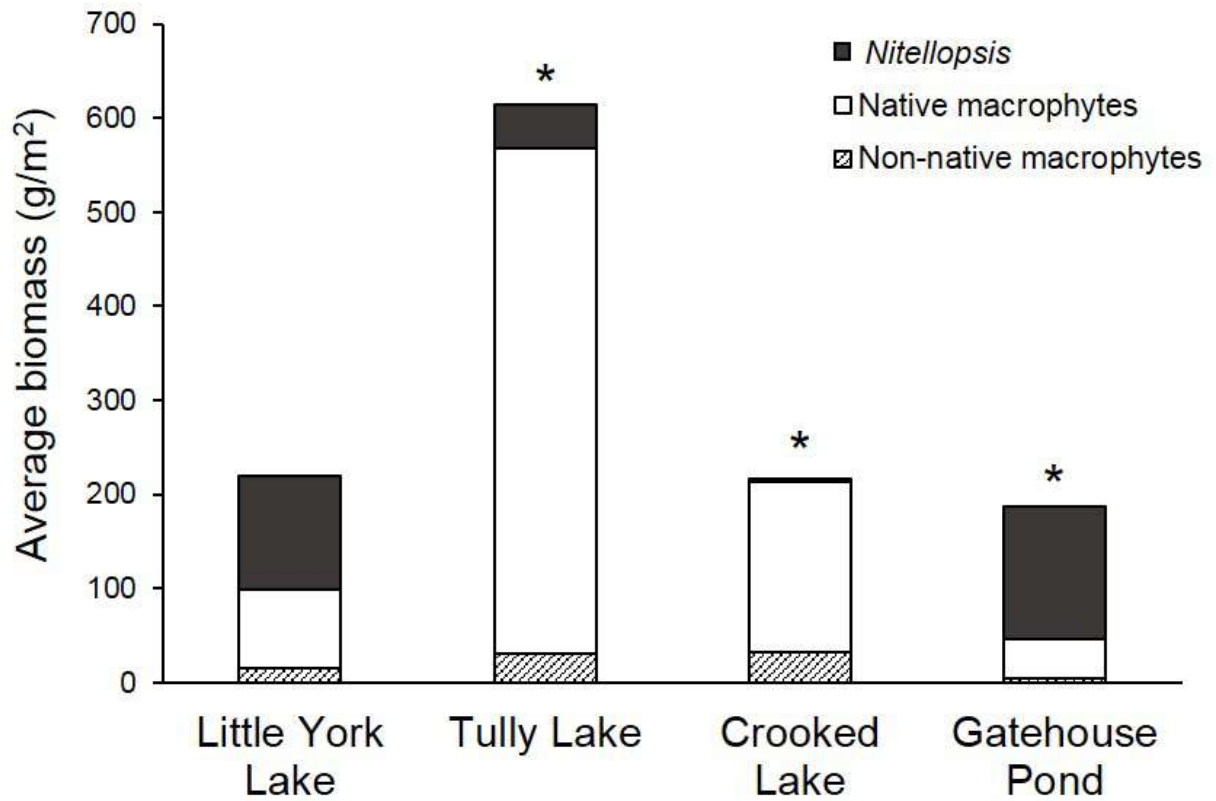 Average biomass (g/m²)
700
600
500
400
300
200
100
0
Nitellopsis
Native macrophytes
Non-native macrophytes
*
*
*
Little York
Lake
Tully Lake
Crooked
Lake
Gatehouse
Pond